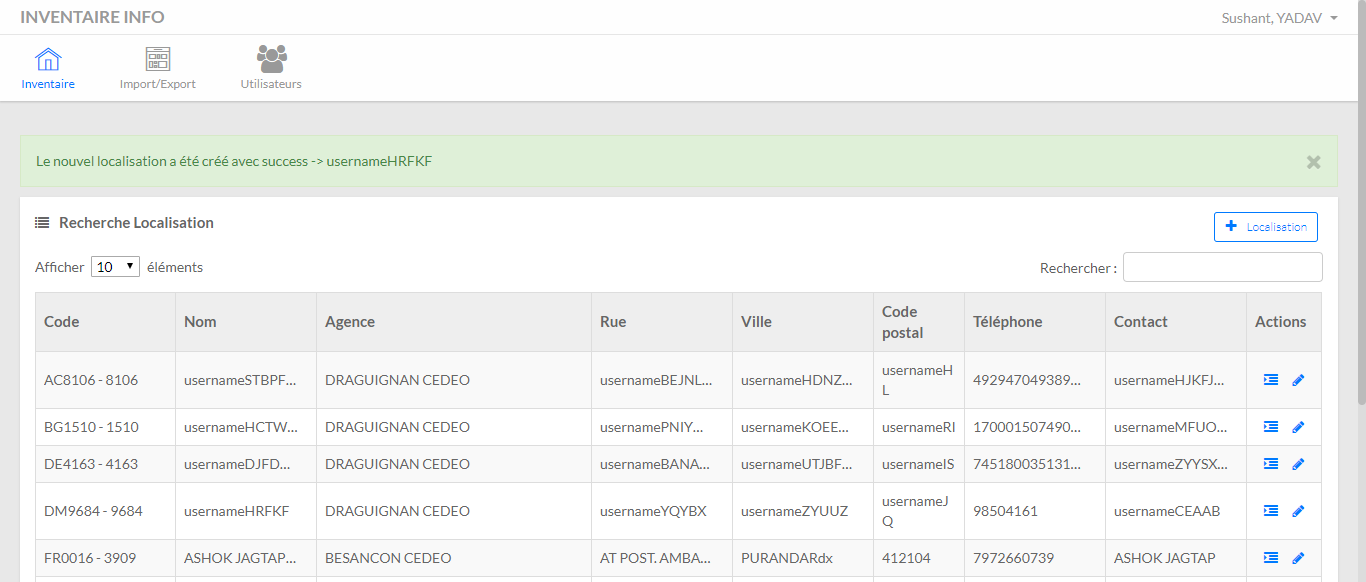 INVENTAIRE INFO
Sushant, YADAV
Inventaire
Import/Export
Utilisateurs
Le nouvel localisation a été créé avec success -> usernameHRFKF
Recherche Localisation
Localisation
Afficher 10 éléments
Rechercher :
Code Nom Agence Rue Ville Code postal Téléphone Contact Actions
AC8106 - 8106 usernameSTBPF... DRAGUIGNAN CEDEO usernameBEJNL... usernameHDNZ... usernameHL 492947049389... usernameHJKFJ...
BG1510 - 1510 usernameHCTW... DRAGUIGNAN CEDEO usernamePNIY... usernameKOEE... usernameRI 170001507490... usernameMFUO...
DE4163 - 4163 usernameDJFD... DRAGUIGNAN CEDEO usernameBANA... usernameUTJBF... usernameIS 745180035131... usernameZYYSX...
DM9684 - 9684 usernameHRFKF DRAGUIGNAN CEDEO usernameYQYBX usernameZYUUZ usernameJQ 98504161 usernameCEAAB
FR0016 - 3909 ASHOK JAGTAP... BESANCON CEDEO AT POST. AMBA... PURANDARdx 412104 7972660739 ASHOK JAGTAP